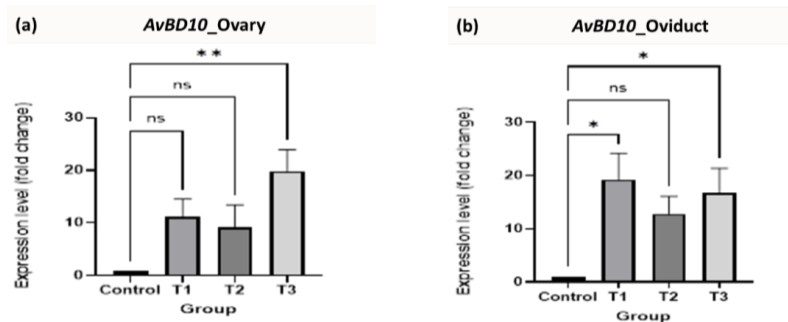 (a) AvBD10_Ovary
**
ns
ns
Expression level (fold change)
30
20
10
0
Control T1 T2 T3
Group
(b) AvBD10_Oviduct
*
ns
*
Expression level (fold change)
30
20
10
0
Control T1 T2 T3
Group